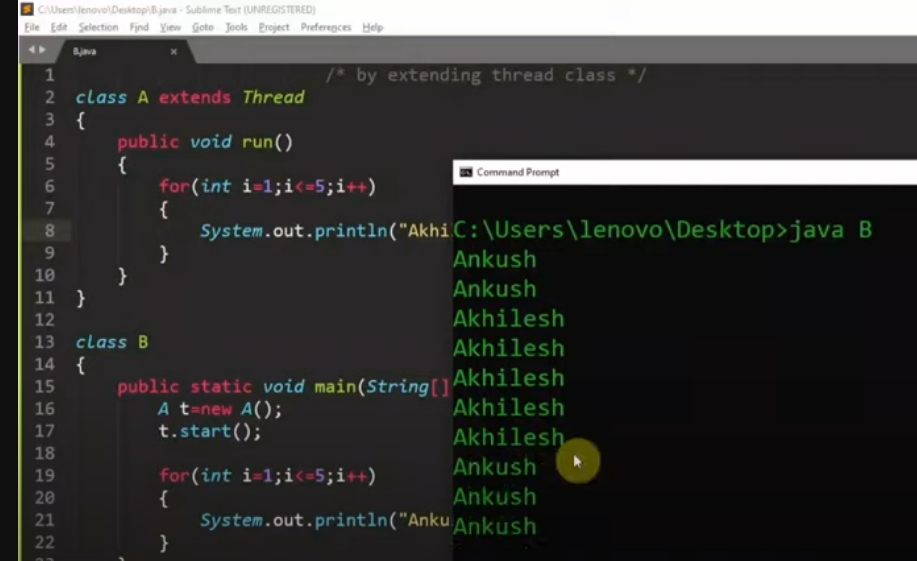 C:\Users\lenovo\Desktop\B.java - Sublime Text (UNREGISTERED)
File Edit Selection Find View Goto Tools Project Preferences Help
B.java ×
1 /* by extending thread class */
2 class A extends Thread
3 {
4 public void run()
5 {
6 for(int i=1;i<=5;i++)
7 {
8 System.out.println("Akhi
9 }
10 }
11 }
12
13 class B
14 {
15 public static void main(String[]
16 A t=new A();
17 t.start();
18
19 for(int i=1;i<=5;i++)
20 {
21 System.out.println("Anku
22 }
Command Prompt
C:\Users\lenovo\Desktop>java B
Ankush
Ankush
Akhilesh
Akhilesh
Akhilesh
Akhilesh
Akhilesh
Ankush
Ankush
Ankush